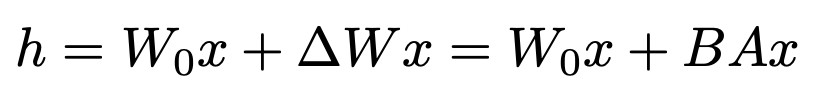 h = W₀x + ΔWx = W₀x + BAx